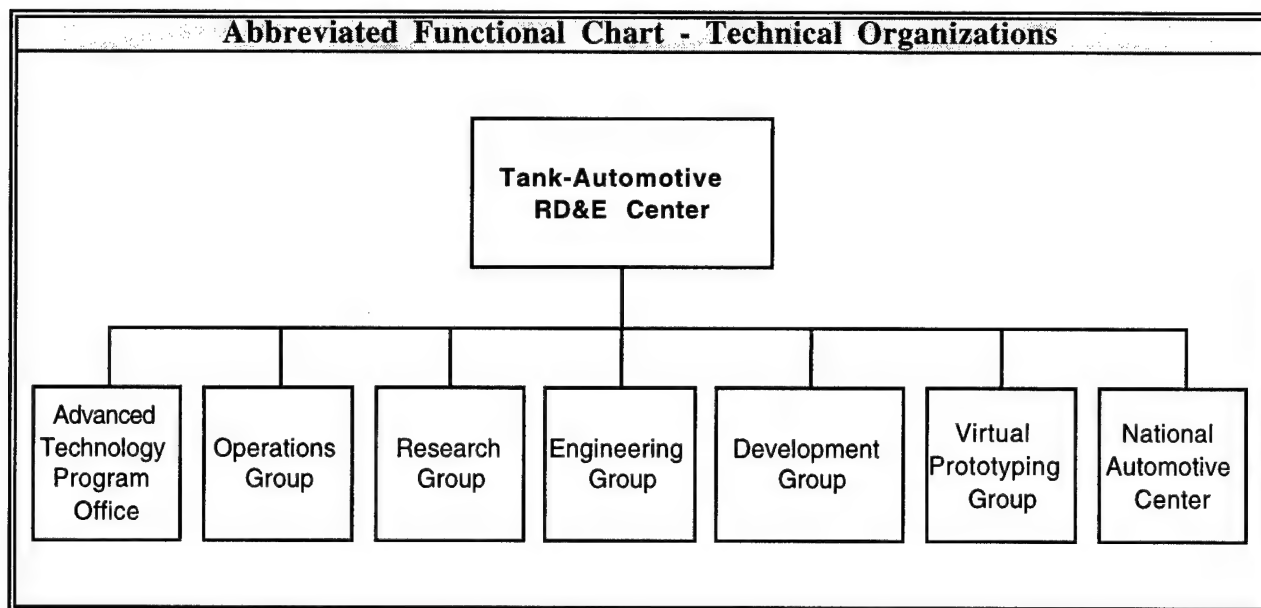 Abbreviated Functional Chart - Technical Organizations
Tank-Automotive
RD&E Center
Advanced
Technology
Program
Office
Operations
Group
Research
Group
Engineering
Group
Development
Group
Virtual
Prototyping
Group
National
Automotive
Center